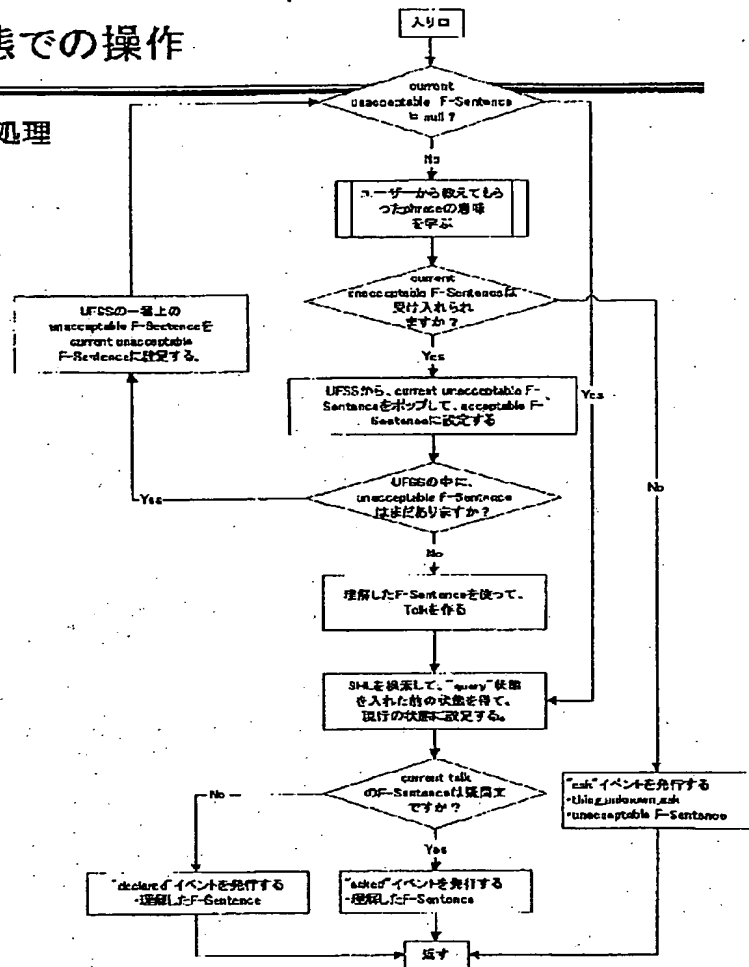 態での操作
処理
入り口
current
unacceptable F-Sentence
は null ?
No
ユーザーから教えてもら
ったphraseの意味
を学ぶ
current
unacceptable F-Sentenceは
受け入れられ
ますか？
UFSSの一番上の
unacceptable F-Sentenceを
current unacceptable
F-Sentenceに設定する。
Yes
UFSSから、current unacceptable F-
Sentenceをポップして、acceptable F-
Sentenceに設定する
Yes
UFSSの中に、
unacceptable F-Sentence
はまだありますか？
Yes
No
No
理解したF-Sentenceを使って、
Talkを作る
SHLを検索して、"query"状態
を入れた前の状態を得て、
現行の状態に設定する。
current talk
のF-Sentenceは疑問文
ですか？
No
"ask"イベントを発行する
・thing_unknown_ask
・unacceptable F-Sentence
Yes
"declared"イベントを発行する
・理解したF-Sentence
"asked"イベントを発行する
・理解したF-Sentence
返す